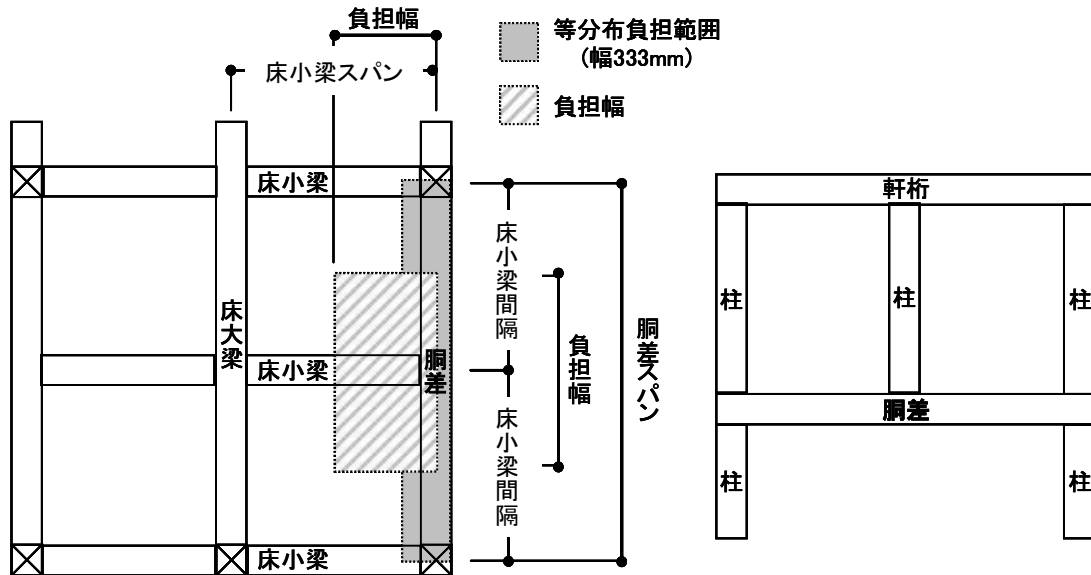 負担幅
床小梁スパン
等分布負担範囲
(幅333mm)
負担幅
床小梁
床大梁
床小梁
胴差
床小梁
床小梁間隔
床小梁間隔
負担幅
胴差スパン
軒桁
柱
柱
柱
胴差
柱
柱